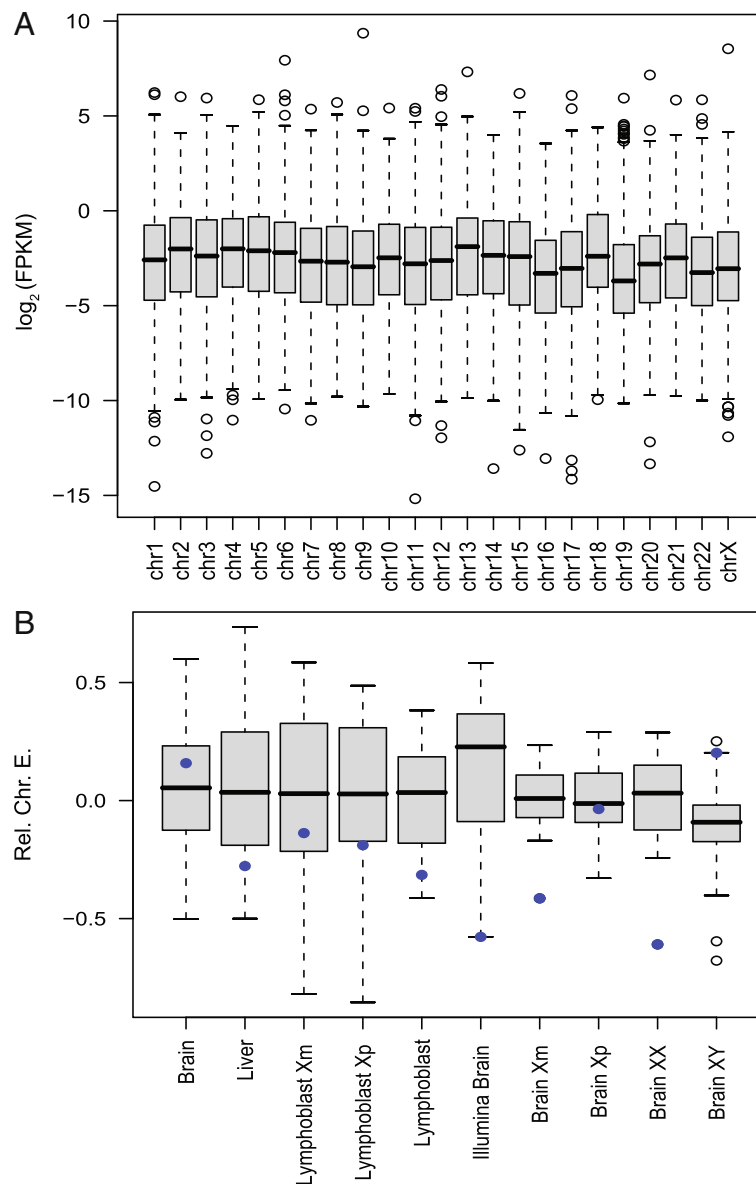 A
10
5
0
−5
−10
−15
log2 (FPKM)
chr1
chr2
chr3
chr4
chr5
chr6
chr7
chr8
chr9
chr10
chr11
chr12
chr13
chr14
chr15
chr16
chr17
chr18
chr19
chr20
chr21
chr22
chrX
B
0.5
0.0
−0.5
Rel. Chr. E.
Brain
Liver
Lymphoblast Xm
Lymphoblast Xp
Lymphoblast
Illumina Brain
Brain Xm
Brain Xp
Brain XX
Brain XY